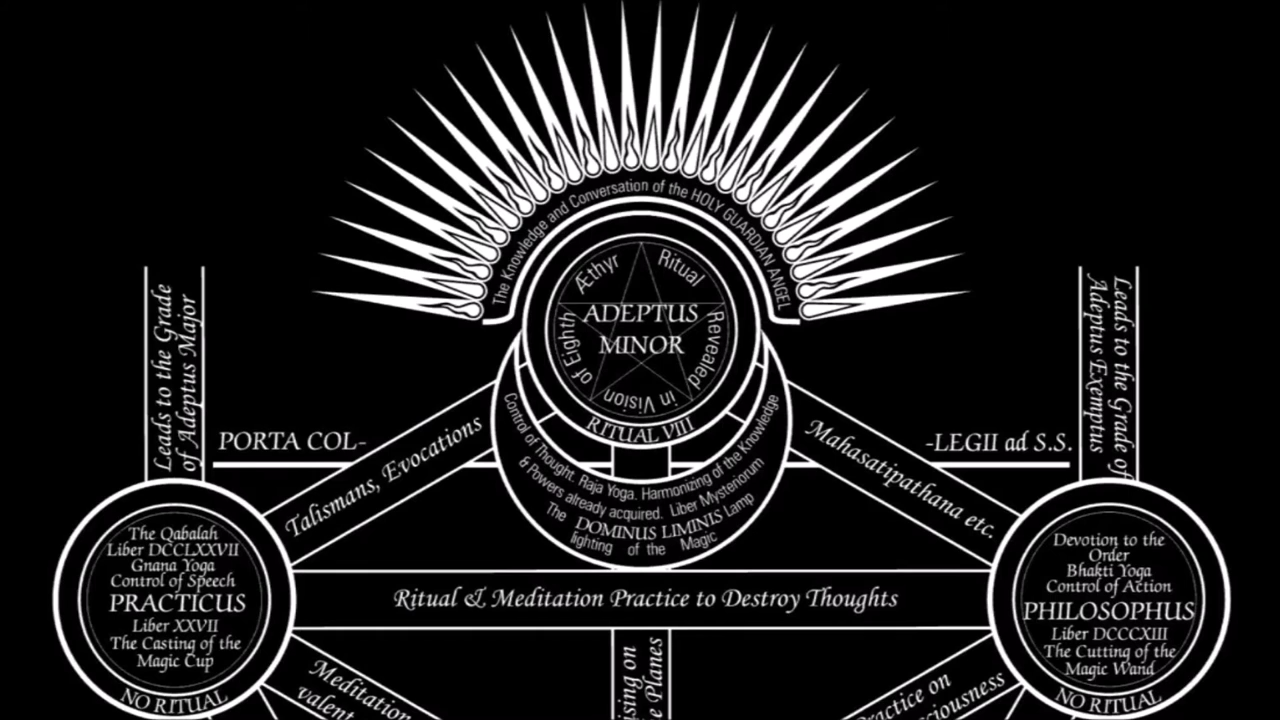 The Knowledge and Conversation of the HOLY GUARDIAN ANGEL
Æthyr Ritual Revealed in Vision of Eighth
ADEPTUS
MINOR
RITUAL VIII
Leads to the Grade
of Adeptus Major
Leads to the Grade of
Adeptus Exemptus
PORTA COL-
-LEGII ad S.S.
Talismans, Evocations
Mahasatipathana etc.
Control of Thought. Raja Yoga. Harmonizing of the Knowledge
& Powers already acquired. Liber Mysteriorum
The DOMINUS LIMINIS Lamp
lighting of the Magic
The Qabalah
Liber DCCLXXVII
Gnana Yoga
Control of Speech
PRACTICUS
Liber XXVII
The Casting of the
Magic Cup
NO RITUAL
Ritual & Meditation Practice to Destroy Thoughts
Devotion to the
Order
Bhakti Yoga
Control of Action
PHILOSOPHUS
Liber DCCCXIII
The Cutting of the
Magic Wand
NO RITUAL
Meditation
valent
ising on
e Planes
Practice on
ciousness